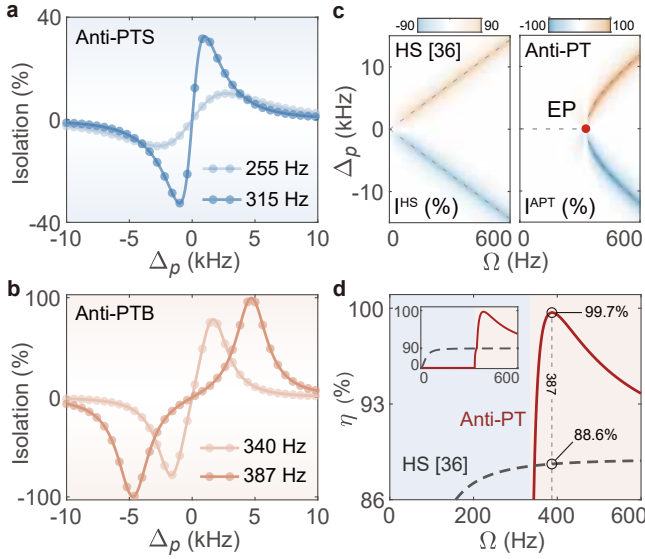 a
Anti-PTS
Isolation (%)
40
0
-40
255 Hz
315 Hz
-10 -5 0 5 10
Δp (kHz)
b
Anti-PTB
Isolation (%)
100
0
-100
340 Hz
387 Hz
-10 -5 0 5 10
Δp (kHz)
c
-90 90
-100 100
HS [36]
Anti-PT
EP
Δp (kHz)
10
0
-10
I^HS (%)
I^APT (%)
0 600 0 600
Ω (Hz)
d
η (%)
100
93
86
100
90
0
0 600
99.7%
387
Anti-PT
88.6%
HS [36]
0 200 400 600
Ω (Hz)